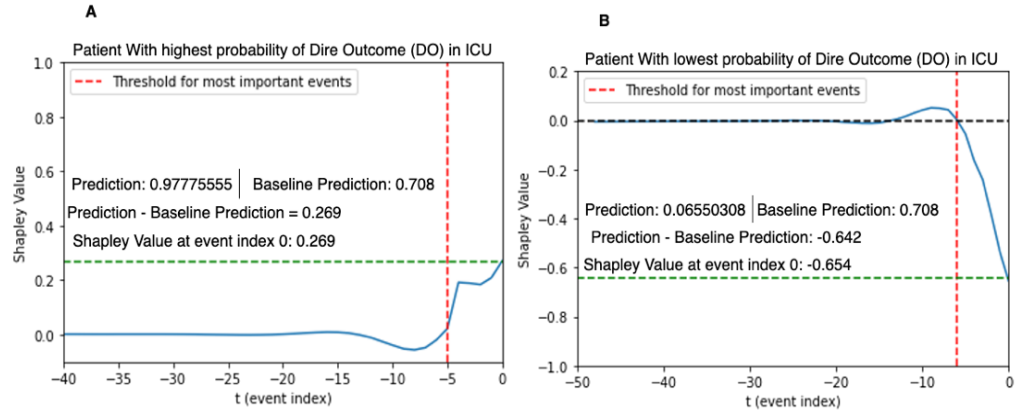 A
Patient With highest probability of Dire Outcome (DO) in ICU
1.0
0.8
0.6
0.4
0.2
0.0
Shapley Value
Threshold for most important events
Prediction: 0.97775555 | Baseline Prediction: 0.708
Prediction - Baseline Prediction = 0.269
Shapley Value at event index 0: 0.269
−40 −35 −30 −25 −20 −15 −10 −5 0
t (event index)
B
Patient With lowest probability of Dire Outcome (DO) in ICU
0.2
0.0
−0.2
−0.4
−0.6
−0.8
−1.0
Shapley Value
Threshold for most important events
Prediction: 0.06550308 | Baseline Prediction: 0.708
Prediction - Baseline Prediction: -0.642
Shapley Value at event index 0: -0.654
−50 −40 −30 −20 −10 0
t (event index)